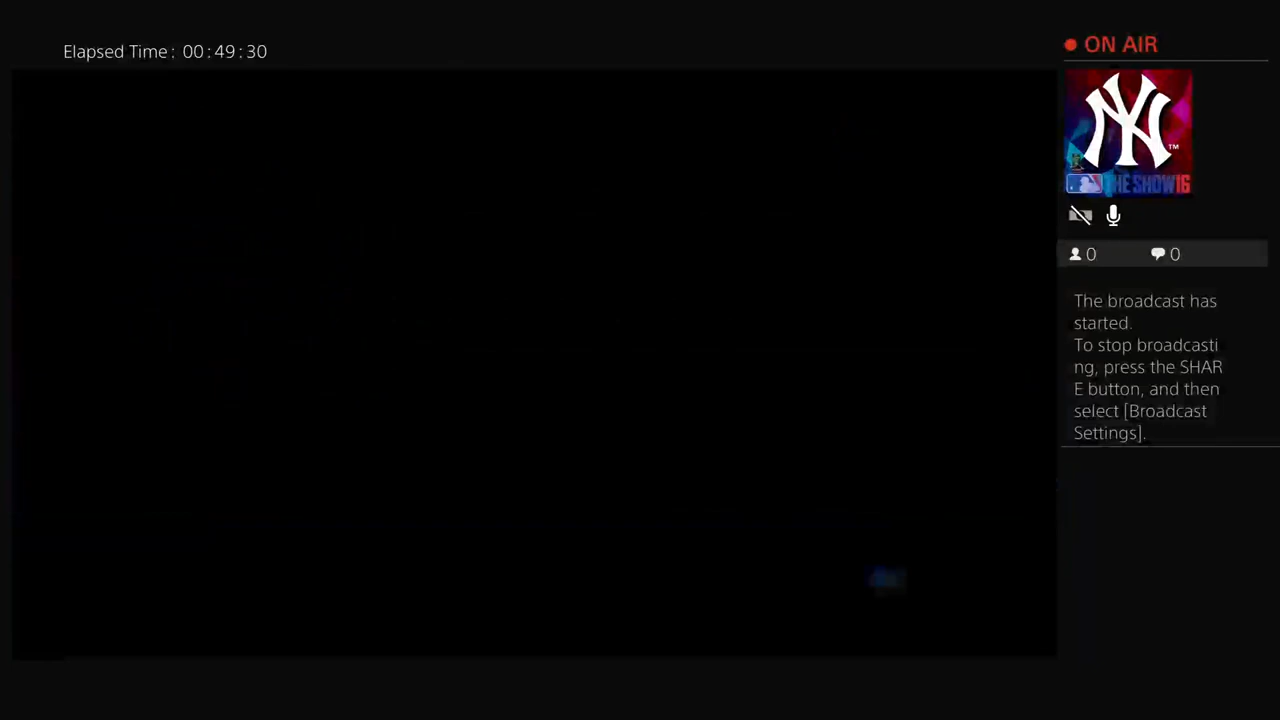 Elapsed Time: 00:49:30
ON AIR
NY
™
THE SHOW16
0 0
The broadcast has
started.
To stop broadcasti
ng, press the SHAR
E button, and then
select [Broadcast
Settings].